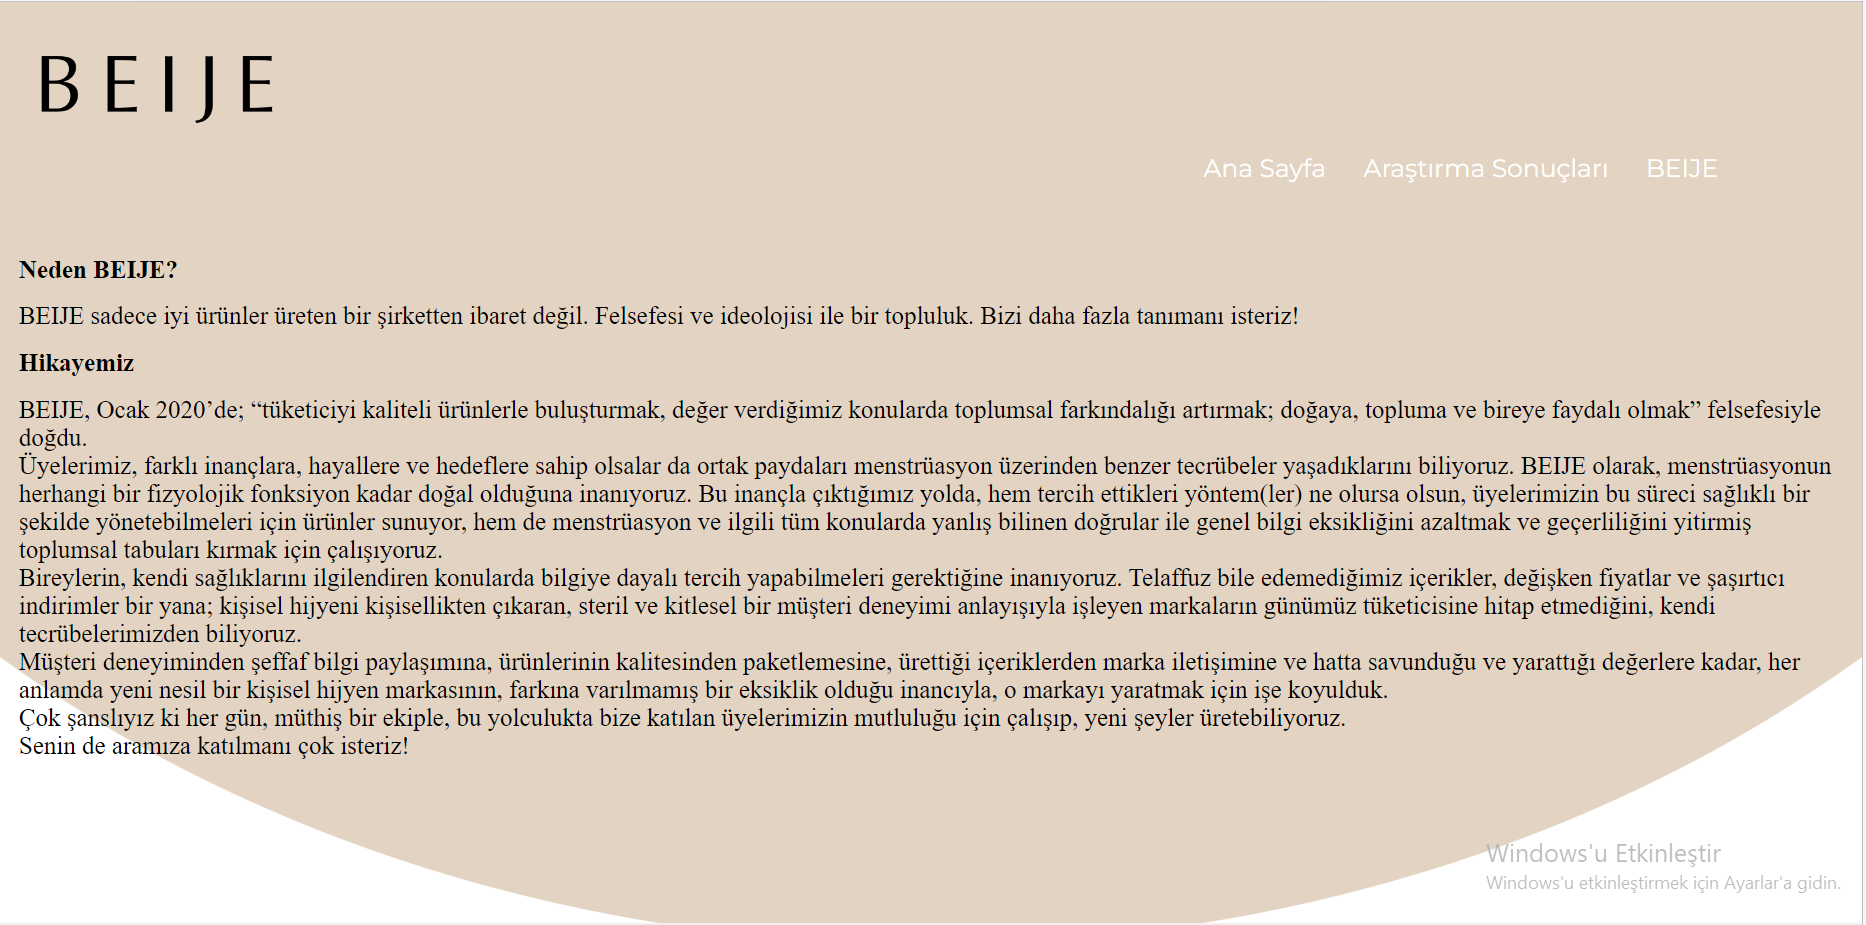 BEIJE
Ana Sayfa Araştırma Sonuçları BEIJE
Neden BEIJE?
BEIJE sadece iyi ürünler üreten bir şirketten ibaret değil. Felsefesi ve ideolojisi ile bir topluluk. Bizi daha fazla tanımanı isteriz!
Hikayemiz
BEIJE, Ocak 2020’de; “tüketiciyi kaliteli ürünlerle buluşturmak, değer verdiğimiz konularda toplumsal farkındalığı artırmak; doğaya, topluma ve bireye faydalı olmak” felsefesiyle
doğdu.
Üyelerimiz, farklı inançlara, hayallere ve hedeflere sahip olsalar da ortak paydaları menstrüasyon üzerinden benzer tecrübeler yaşadıklarını biliyoruz. BEIJE olarak, menstrüasyonun
herhangi bir fizyolojik fonksiyon kadar doğal olduğuna inanıyoruz. Bu inançla çıktığımız yolda, hem tercih ettikleri yöntem(ler) ne olursa olsun, üyelerimizin bu süreci sağlıklı bir
şekilde yönetebilmeleri için ürünler sunuyor, hem de menstrüasyon ve ilgili tüm konularda yanlış bilinen doğrular ile genel bilgi eksikliğini azaltmak ve geçerliliğini yitirmiş
toplumsal tabuları kırmak için çalışıyoruz.
Bireylerin, kendi sağlıklarını ilgilendiren konularda bilgiye dayalı tercih yapabilmeleri gerektiğine inanıyoruz. Telaffuz bile edemediğimiz içerikler, değişken fiyatlar ve şaşırtıcı
indirimler bir yana; kişisel hijyeni kişisellikten çıkaran, steril ve kitlesel bir müşteri deneyimi anlayışıyla işleyen markaların günümüz tüketicisine hitap etmediğini, kendi
tecrübelerimizden biliyoruz.
Müşteri deneyiminden şeffaf bilgi paylaşımına, ürünlerinin kalitesinden paketlemesine, ürettiği içeriklerden marka iletişimine ve hatta savunduğu ve yarattığı değerlere kadar, her
anlamda yeni nesil bir kişisel hijyen markasının, farkına varılmamış bir eksiklik olduğu inancıyla, o markayı yaratmak için işe koyulduk.
Çok şanslıyız ki her gün, müthiş bir ekiple, bu yolculukta bize katılan üyelerimizin mutluluğu için çalışıp, yeni şeyler üretebiliyoruz.
Senin de aramıza katılmanı çok isteriz!
Windows'u Etkinleştir
Windows'u etkinleştirmek için Ayarlar'a gidin.